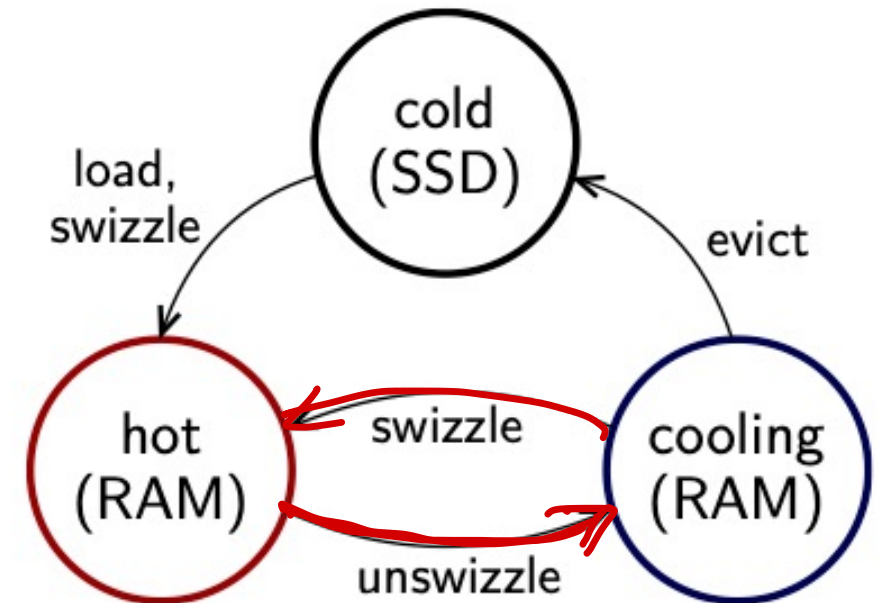 cold
(SSD)
load,
swizzle
evict
hot
(RAM)
swizzle
cooling
(RAM)
unswizzle